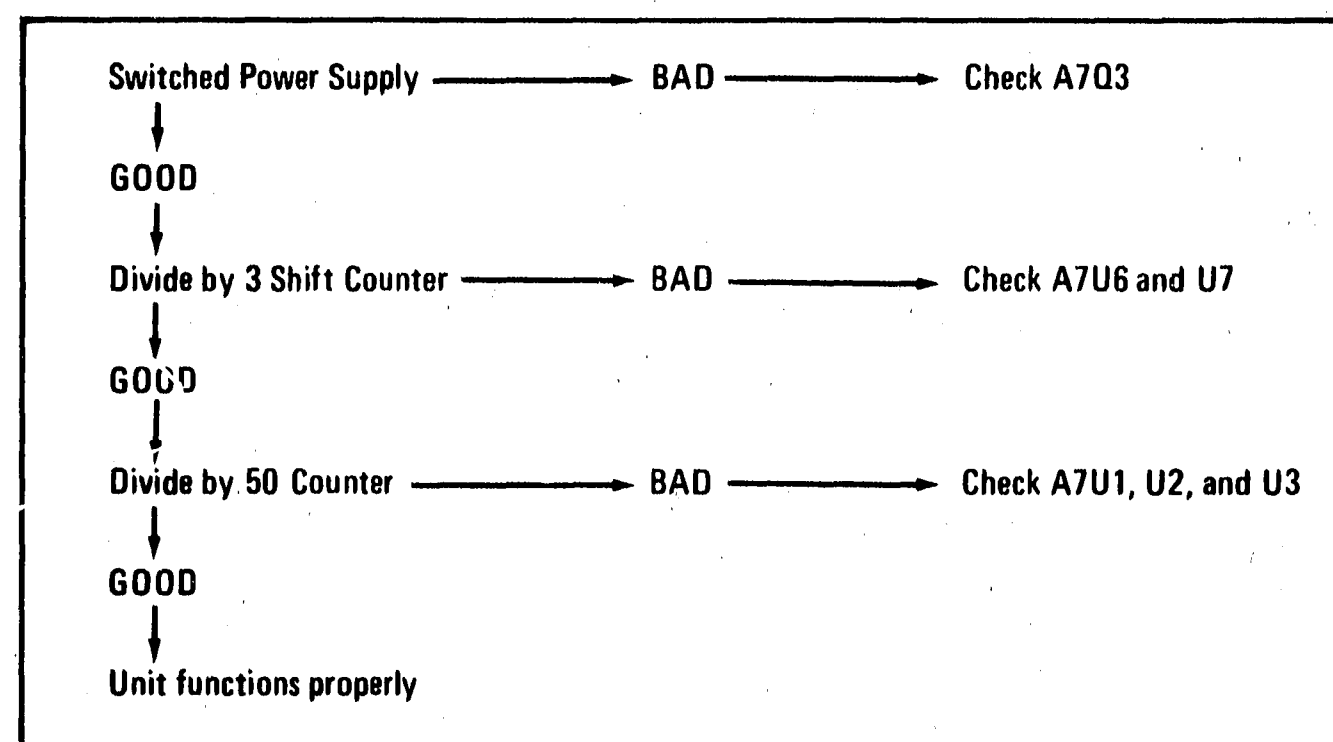 Switched Power Supply BAD Check A7Q3
GOOD
Divide by 3 Shift Counter BAD Check A7U6 and U7
GOOD
Divide by 50 Counter BAD Check A7U1, U2, and U3
GOOD
Unit functions properly